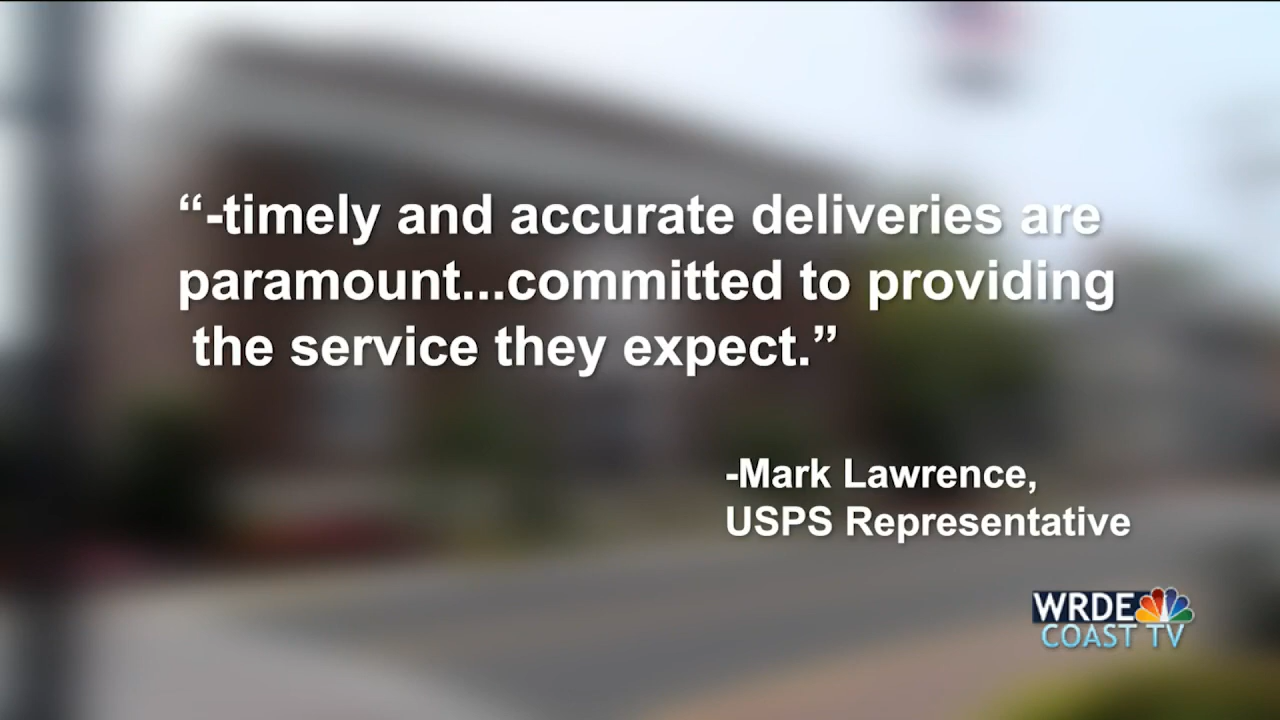 “-timely and accurate deliveries are
paramount...committed to providing
the service they expect.”
-Mark Lawrence,
USPS Representative
WRDE
COAST TV